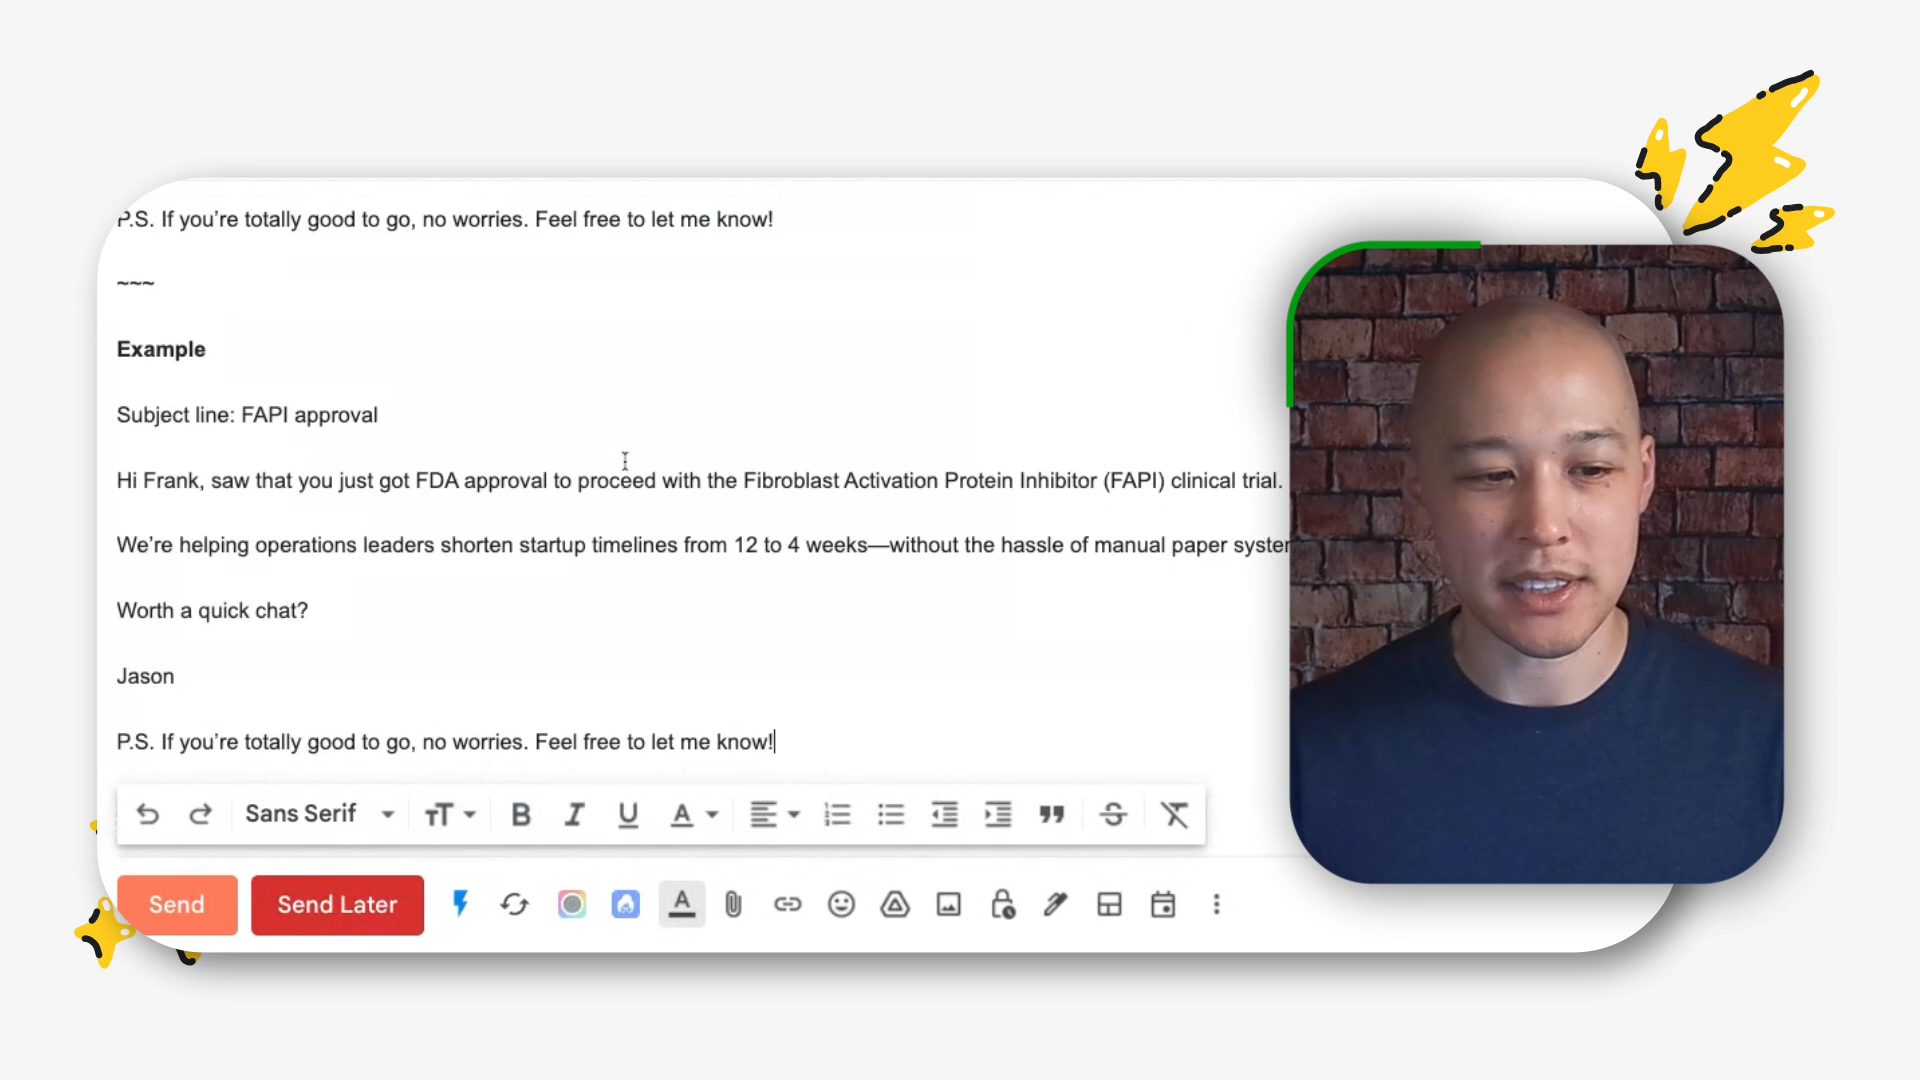 P.S. If you’re totally good to go, no worries. Feel free to let me know!
~~~
Example
Subject line: FAPI approval
Hi Frank, saw that you just got FDA approval to proceed with the Fibroblast Activation Protein Inhibitor (FAPI) clinical trial.
We’re helping operations leaders shorten startup timelines from 12 to 4 weeks—without the hassle of manual paper
Worth a quick chat?
Jason
P.S. If you’re totally good to go, no worries. Feel free to let me know!
Sans Serif
Send Send Later